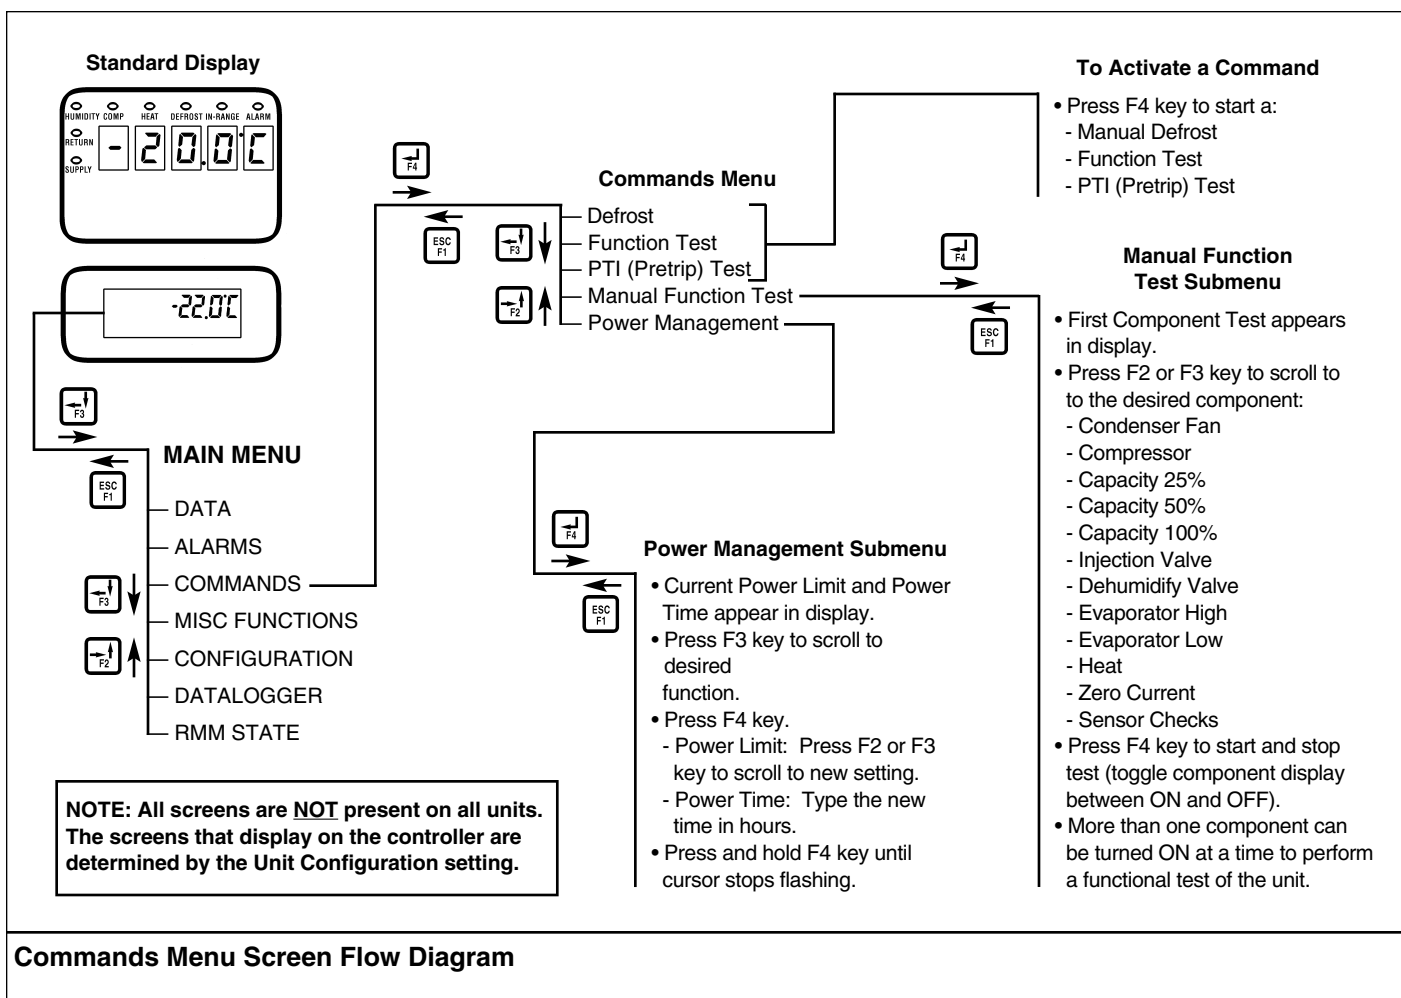 Standard Display
HUMIDITY COMP HEAT DEFROST IN-RANGE ALARM
RETURN
SUPPLY
-20.0°C
-22.0°C
F3
ESC
F1
MAIN MENU
DATA
ALARMS
COMMANDS
MISC FUNCTIONS
CONFIGURATION
DATALOGGER
RMM STATE
F3
F2
NOTE: All screens are NOT present on all units.
The screens that display on the controller are
determined by the Unit Configuration setting.
F4
ESC
F1
Commands Menu
Defrost
Function Test
PTI (Pretrip) Test
Manual Function Test
Power Management
F3
F2
F4
ESC
F1
Power Management Submenu
• Current Power Limit and Power
Time appear in display.
• Press F3 key to scroll to
desired
function.
• Press F4 key.
- Power Limit: Press F2 or F3
key to scroll to new setting.
- Power Time: Type the new
time in hours.
• Press and hold F4 key until
cursor stops flashing.
To Activate a Command
• Press F4 key to start a:
- Manual Defrost
- Function Test
- PTI (Pretrip) Test
F4
ESC
F1
Manual Function
Test Submenu
• First Component Test appears
in display.
• Press F2 or F3 key to scroll to
to the desired component:
- Condenser Fan
- Compressor
- Capacity 25%
- Capacity 50%
- Capacity 100%
- Injection Valve
- Dehumidify Valve
- Evaporator High
- Evaporator Low
- Heat
- Zero Current
- Sensor Checks
• Press F4 key to start and stop
test (toggle component display
between ON and OFF).
• More than one component can
be turned ON at a time to perform
a functional test of the unit.
Commands Menu Screen Flow Diagram